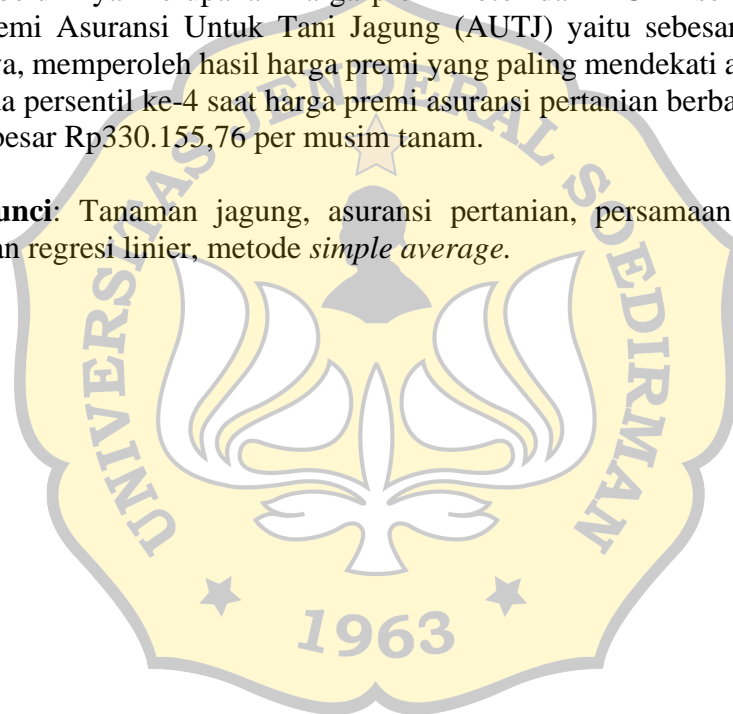 emi Asuransi Untuk Tani Jagung (AUTJ) yaitu sebesar
a, memperoleh hasil harga premi yang paling mendekati a
a persentil ke-4 saat harga premi asuransi pertanian berba
besar Rp330.155,76 per musim tanam.
unci: Tanaman jagung, asuransi pertanian, persamaan
an regresi linier, metode simple average.
UNIVERSITAS JENDERAL SOEDIRMAN
1963